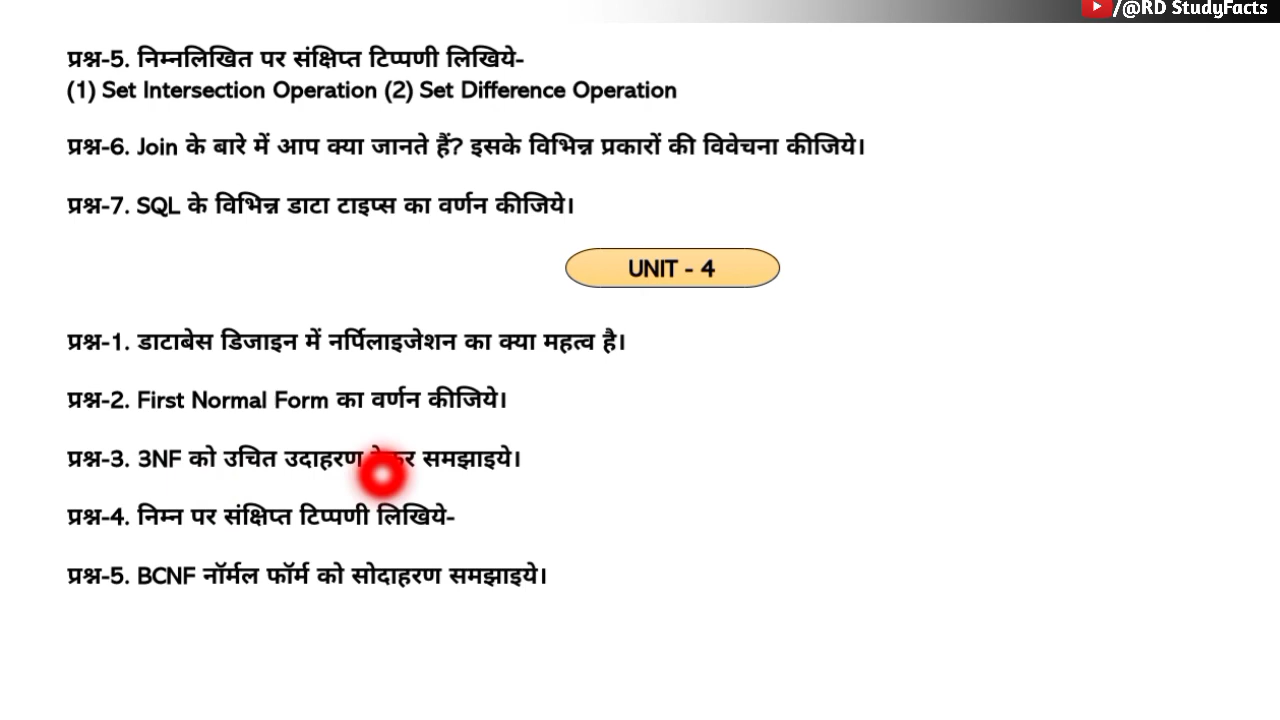 /@RD StudyFacts
प्रश्न-5. निम्नलिखित पर संक्षिप्त टिप्पणी लिखिये-
(1) Set Intersection Operation (2) Set Difference Operation
प्रश्न-6. Join के बारे में आप क्या जानते हैं? इसके विभिन्न प्रकारों की विवेचना कीजिये।
प्रश्न-7. SQL के विभिन्न डाटा टाइप्स का वर्णन कीजिये।
UNIT - 4
प्रश्न-1. डाटाबेस डिजाइन में नर्पिलाइजेशन का क्या महत्व है।
प्रश्न-2. First Normal Form का वर्णन कीजिये।
प्रश्न-3. 3NF को उचित उदाहरण समझाइये।
प्रश्न-4. निम्न पर संक्षिप्त टिप्पणी लिखिये-
प्रश्न-5. BCNF नॉर्मल फॉर्म को सोदाहरण समझाइये।